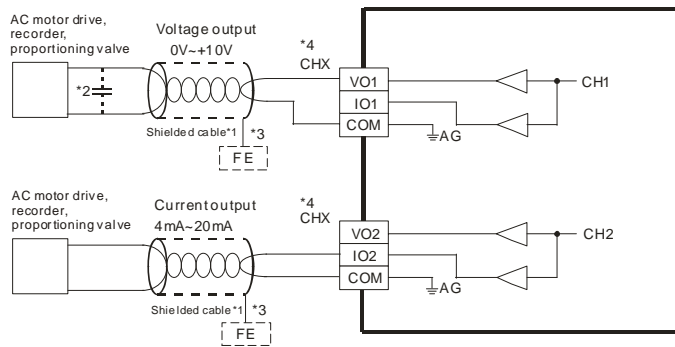 AC motor drive,
recorder,
proportioning valve
Voltage output
0V~+10V
*4
CHX
*2
VO1
IO1
COM
CH1
AG
Shielded cable*1
*3
FE
AC motor drive,
recorder,
proportioning valve
Current output
4mA~20mA
*4
CHX
VO2
IO2
COM
CH2
AG
Shielded cable*1
*3
FE